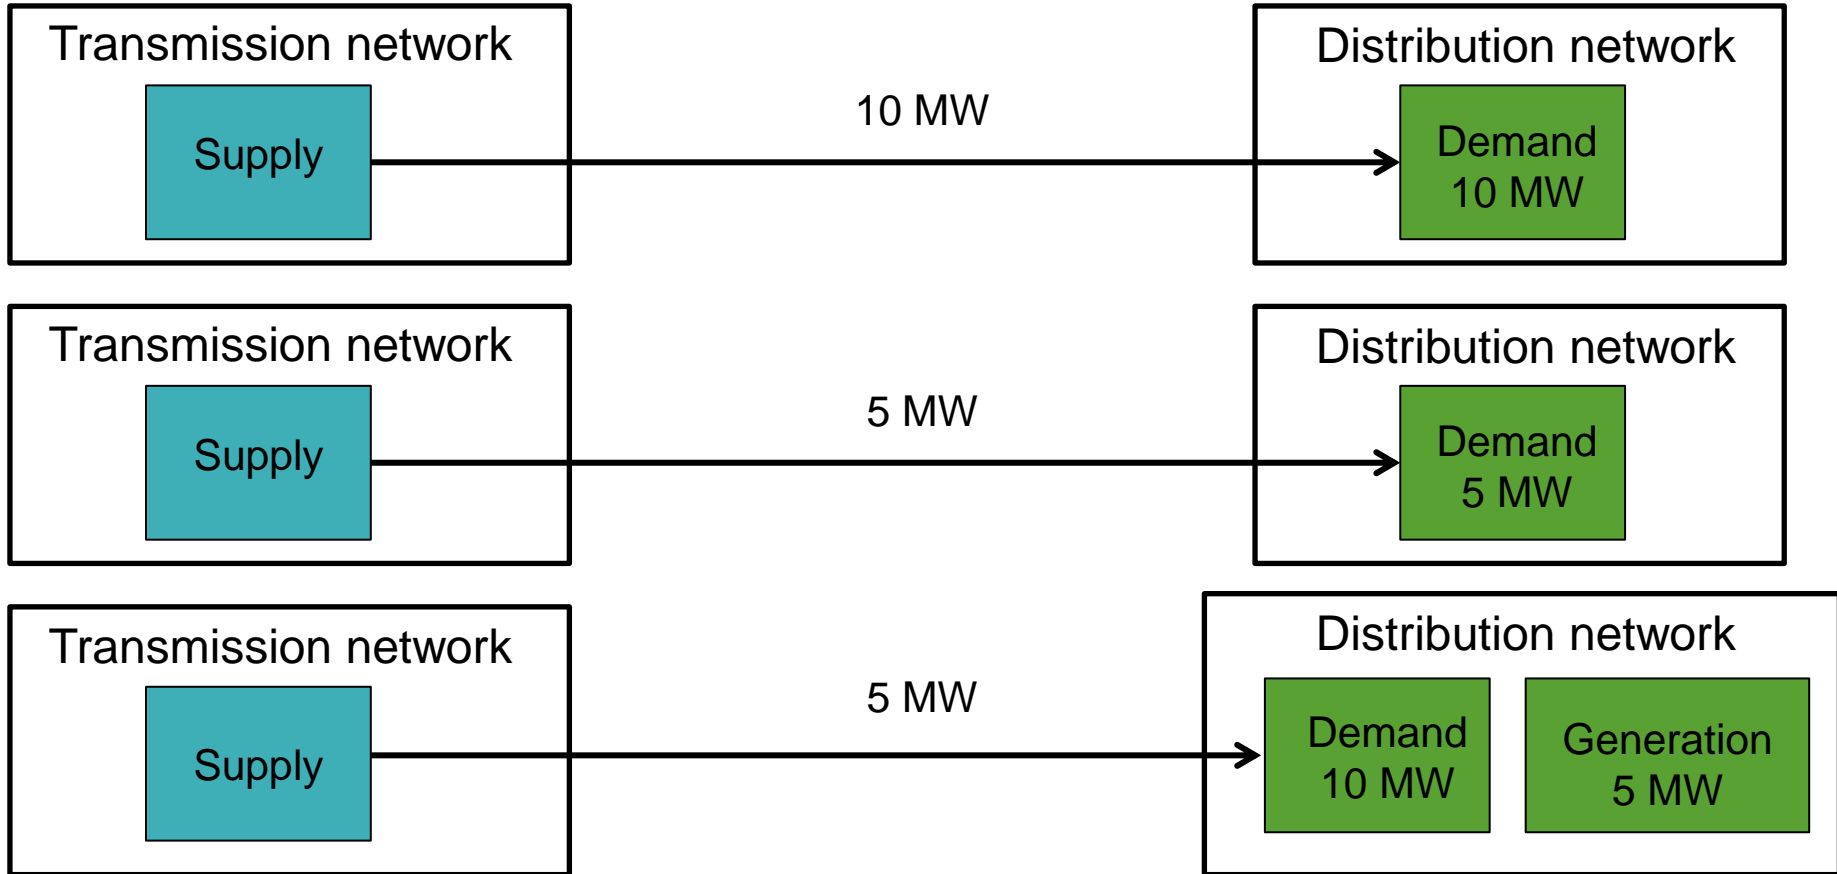 Transmission network
Distribution network
Supply
10 MW
Demand
10 MW
Transmission network
Distribution network
Supply
5 MW
Demand
5 MW
Transmission network
Distribution network
Supply
5 MW
Demand
10 MW
Generation
5 MW